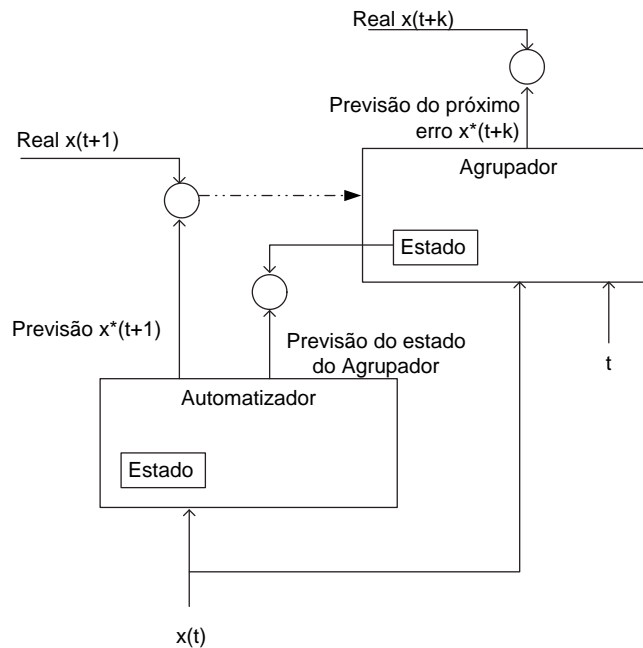 Real x(t+k)
Previsão do próximo
erro x*(t+k)
Real x(t+1)
Agrupador
Estado
Previsão x*(t+1)
Previsão do estado
do Agrupador
t
Automatizador
Estado
x(t)